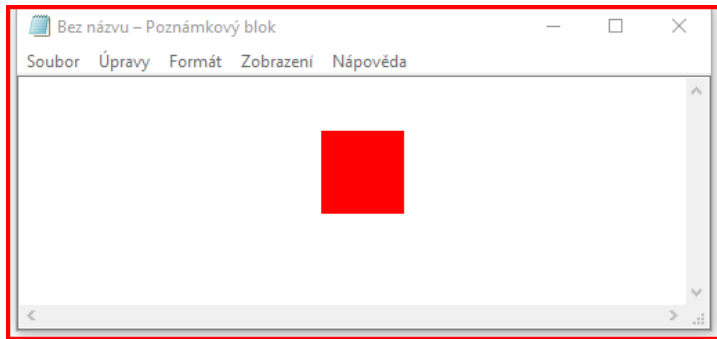 Bez názvu – Poznámkový blok
Soubor Úpravy Formát Zobrazení Nápověda